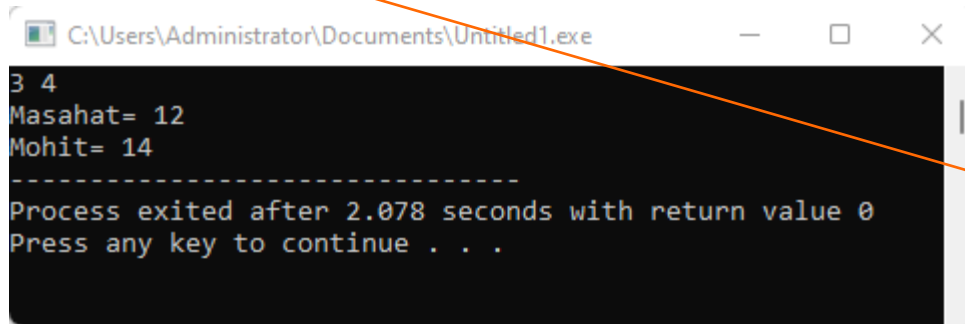 C:\Users\Administrator\Documents\Untitled1.exe
3 4
Masahat= 12
Mohit= 14
--------------------------------
Process exited after 2.078 seconds with return value 0
Press any key to continue . . .